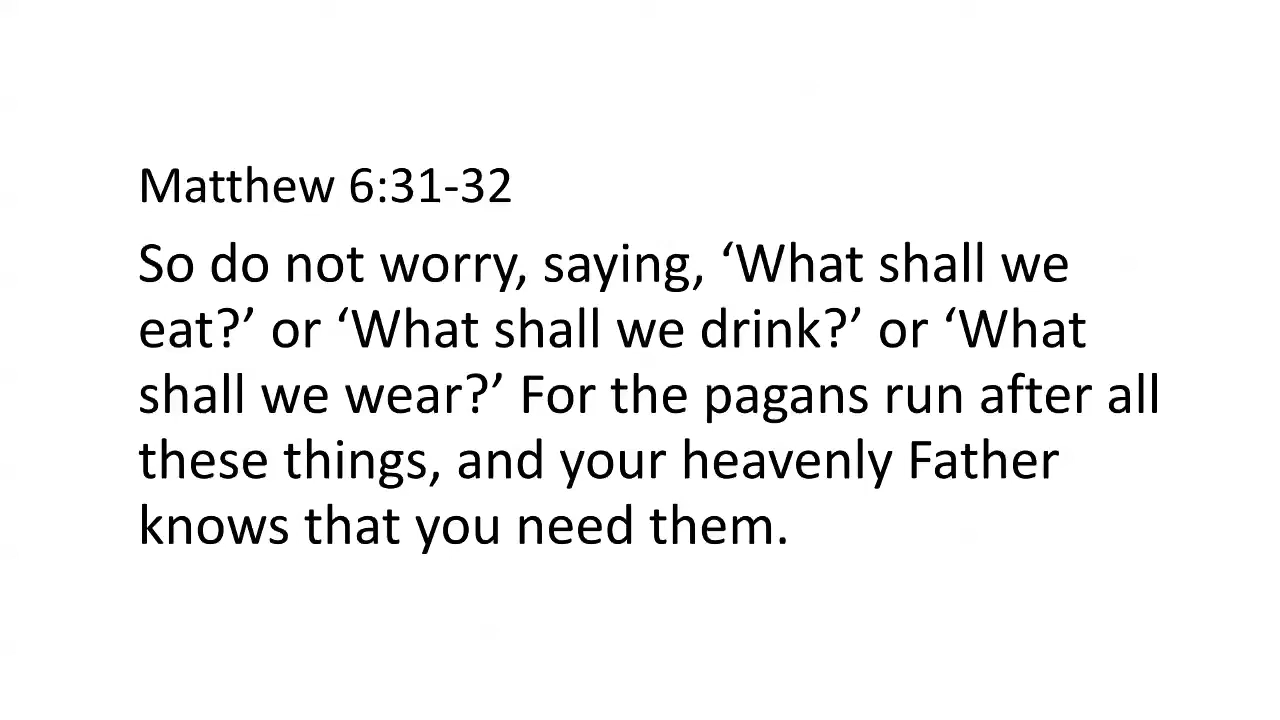 Matthew 6:31-32
So do not worry, saying, ‘What shall we
eat?’ or ‘What shall we drink?’ or ‘What
shall we wear?’ For the pagans run after all
these things, and your heavenly Father
knows that you need them.